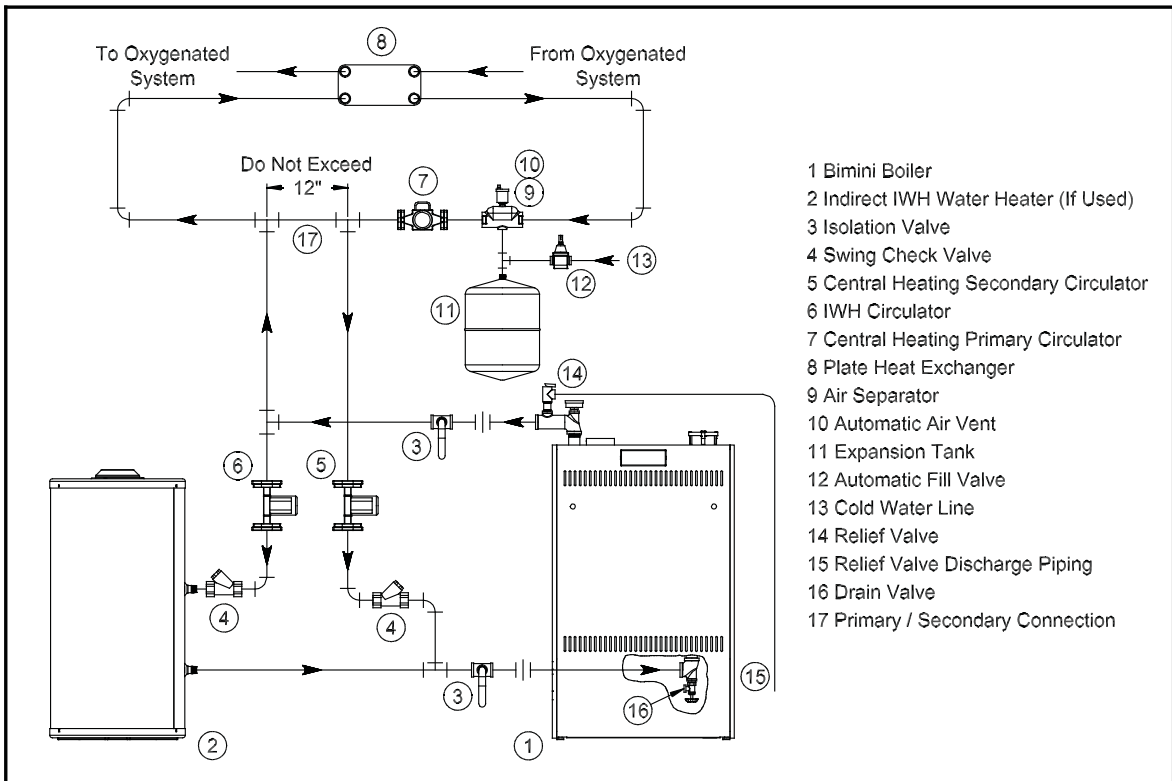 To Oxygenated
System
8
From Oxygenated
System
Do Not Exceed
12"
10
9
7
17
13
12
11
14
3
6
5
4
4
3
15
16
2
1
1 Bimini Boiler
2 Indirect IWH Water Heater (If Used)
3 Isolation Valve
4 Swing Check Valve
5 Central Heating Secondary Circulator
6 IWH Circulator
7 Central Heating Primary Circulator
8 Plate Heat Exchanger
9 Air Separator
10 Automatic Air Vent
11 Expansion Tank
12 Automatic Fill Valve
13 Cold Water Line
14 Relief Valve
15 Relief Valve Discharge Piping
16 Drain Valve
17 Primary / Secondary Connection